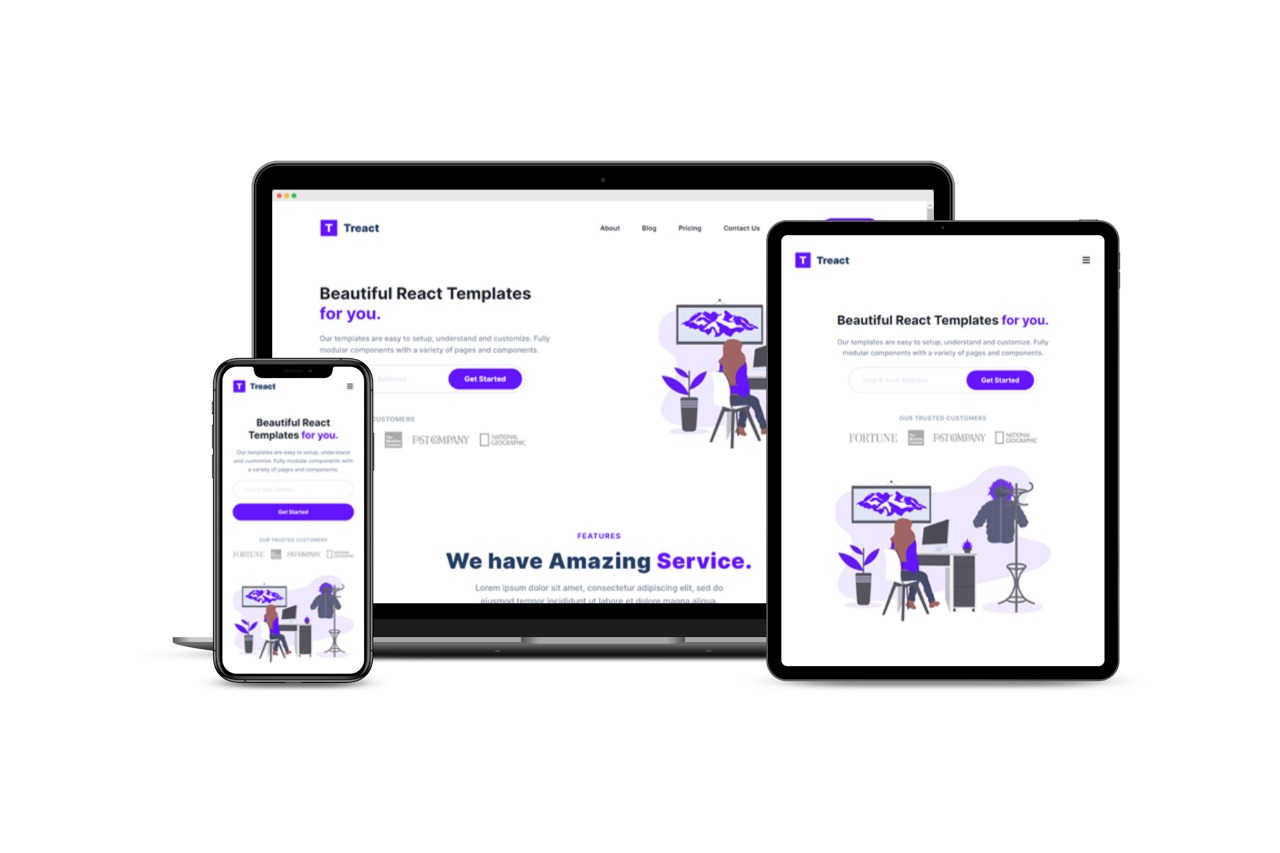 T Treact
About Blog Pricing Contact Us
Beautiful React Templates
for you.
Our templates are easy to setup, understand and customize. Fully
modular components with a variety of pages and components.
Address
Get Started
CUSTOMERS
FAST COMPANY
NATIONAL
GEOGRAPHIC
FEATURES
We have Amazing Service.
Lorem ipsum dolor sit amet, consectetur adipiscing elit, sed do
eiusmod tempor incididunt ut labore et dolore magna aliqua.
T Treact
Beautiful React
Templates for you.
Our templates are easy to setup, understand
and customize. Fully modular components with
a variety of pages and components.
Your E-mail Address
Get Started
OUR TRUSTED CUSTOMERS
FORTUNE
FAST COMPANY
NATIONAL
GEOGRAPHIC
T Treact
Beautiful React Templates for you.
Our templates are easy to setup, understand and customize. Fully
modular components with a variety of pages and components.
Your E-mail Address
Get Started
OUR TRUSTED CUSTOMERS
FORTUNE
FAST COMPANY
NATIONAL
GEOGRAPHIC